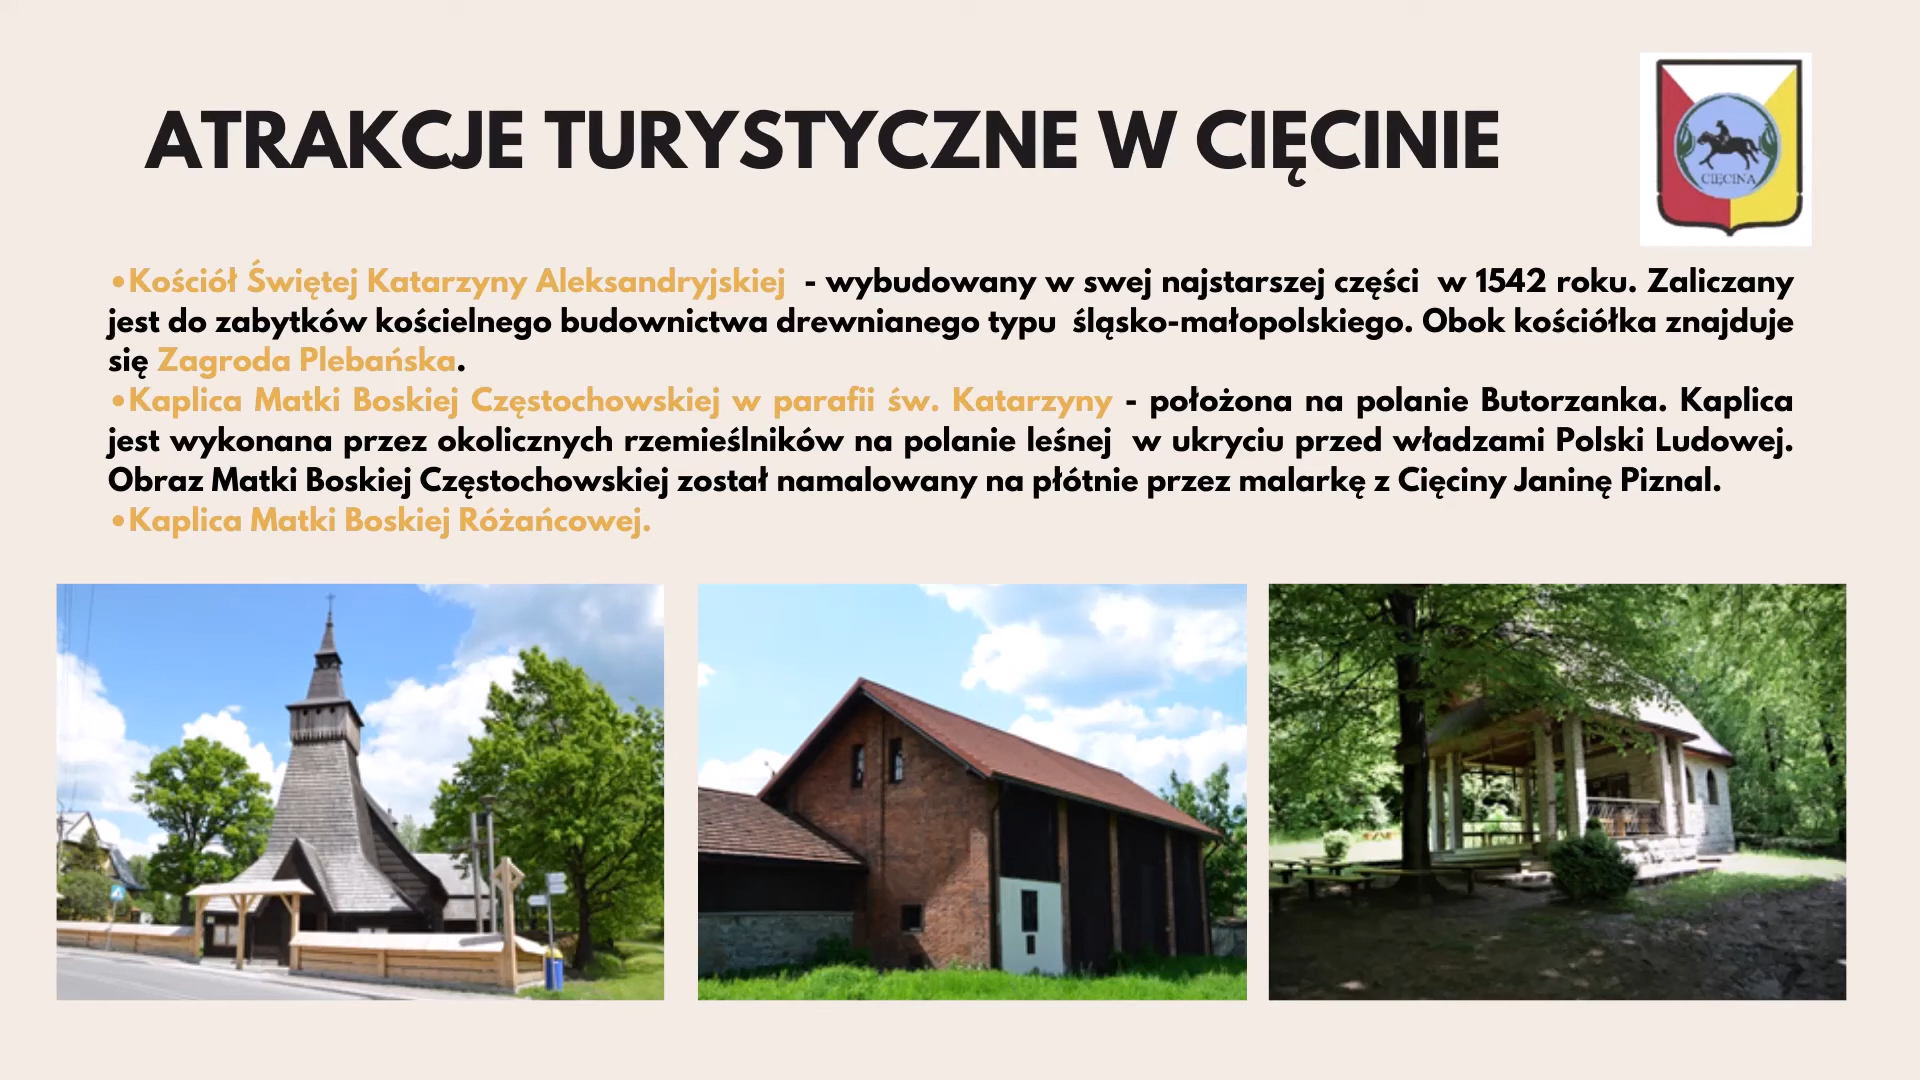 ATRAKCJE TURYSTYCZNE W CIĘCINIE
CIĘCINA
•Kościół Świętej Katarzyny Aleksandryjskiej - wybudowany w swej najstarszej części w 1542 roku. Zaliczany
jest do zabytków kościelnego budownictwa drewnianego typu śląsko-małopolskiego. Obok kościółka znajduje
się Zagroda Plebańska.
•Kaplica Matki Boskiej Częstochowskiej w parafii św. Katarzyny - położona na polanie Butorzanka. Kaplica
jest wykonana przez okolicznych rzemieślników na polanie leśnej w ukryciu przed władzami Polski Ludowej.
Obraz Matki Boskiej Częstochowskiej został namalowany na płótnie przez malarkę z Cięciny Janinę Piznal.
•Kaplica Matki Boskiej Różańcowej.